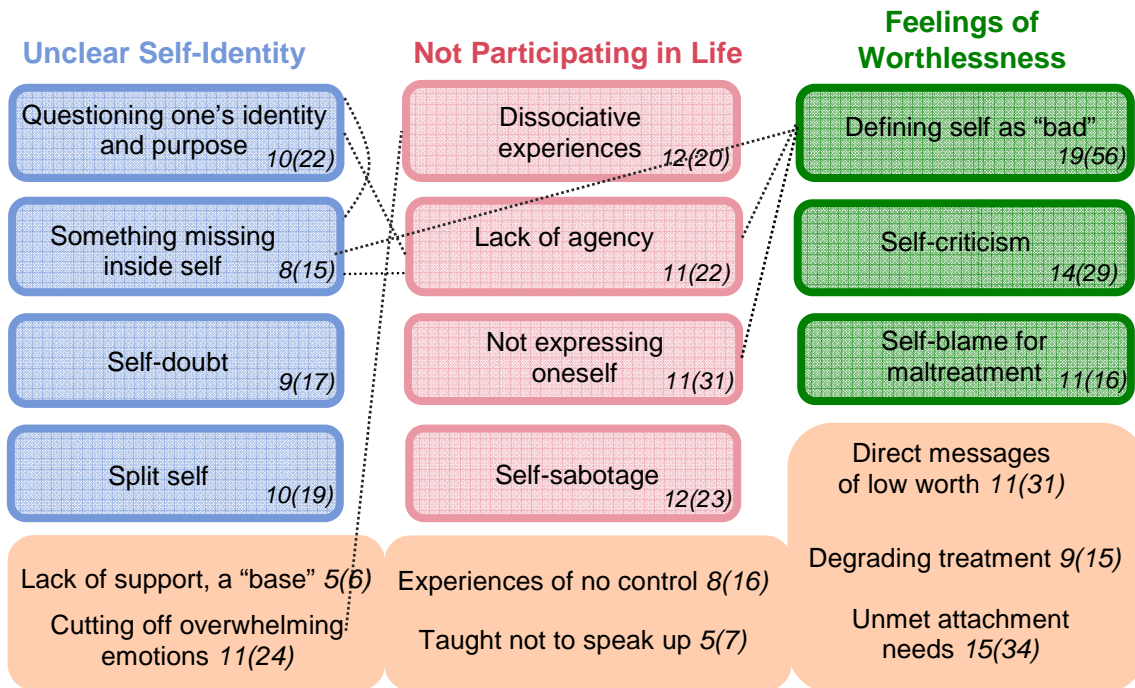 Unclear Self-Identity
Questioning one's identity
and purpose 10(22)
Something missing
inside self 8(15)
Self-doubt
9(17)
Split self
10(19)
Lack of support, a “base” 5(6)
Cutting off overwhelming
emotions 11(24)
Not Participating in Life
Dissociative
experiences 12(20)
Lack of agency
11(22)
Not expressing
oneself 11(31)
Self-sabotage
12(23)
Experiences of no control 8(16)
Taught not to speak up 5(7)
Feelings of
Worthlessness
Defining self as “bad”
19(56)
Self-criticism
14(29)
Self-blame for
maltreatment 11(16)
Direct messages
of low worth 11(31)
Degrading treatment 9(15)
Unmet attachment
needs 15(34)